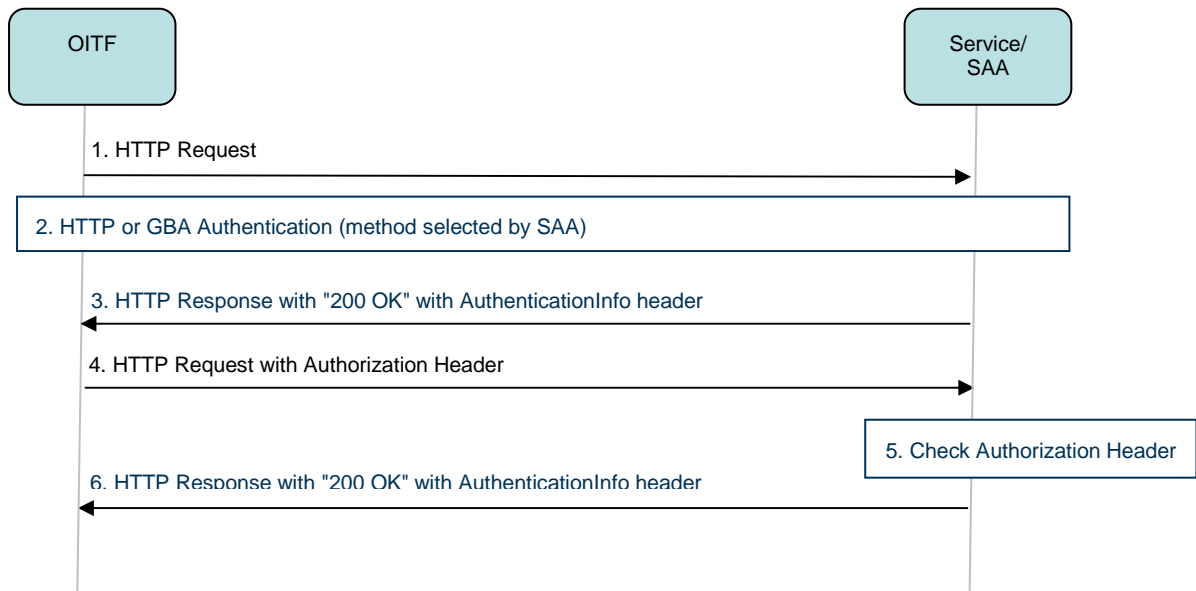 OITF
Service/
SAA
1. HTTP Request
2. HTTP or GBA Authentication (method selected by SAA)
3. HTTP Response with "200 OK" with AuthenticationInfo header
4. HTTP Request with Authorization Header
5. Check Authorization Header
6. HTTP Response with "200 OK" with AuthenticationInfo header